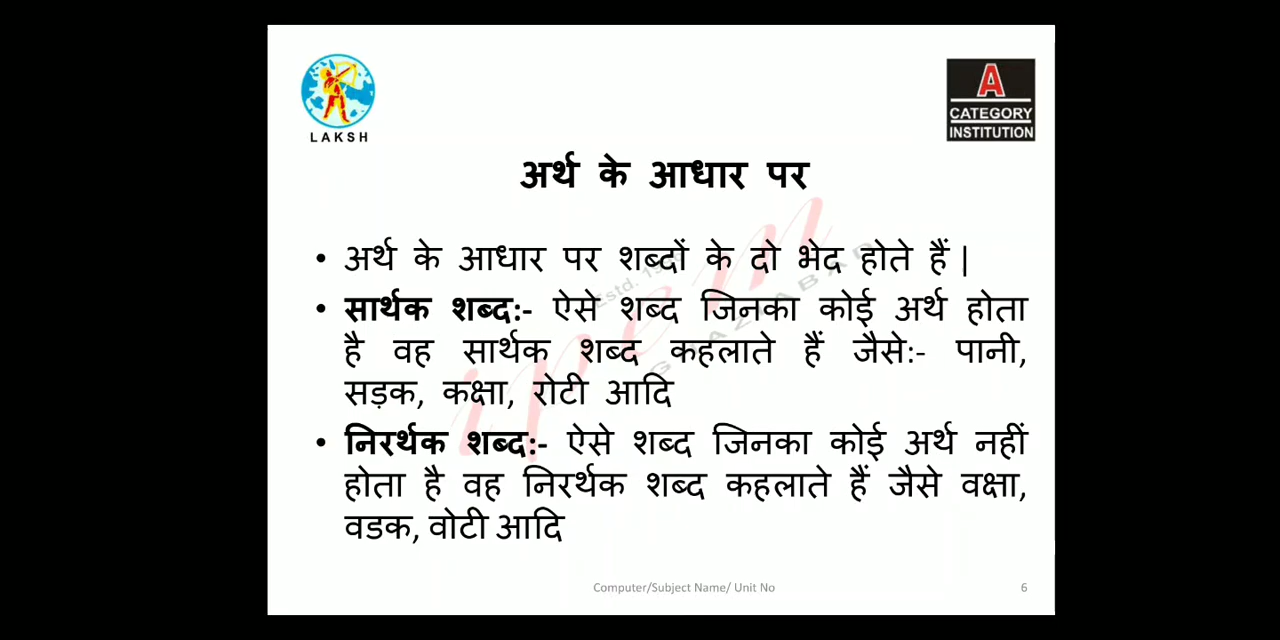 LAKSH
A
CATEGORY
INSTITUTION
अर्थ के आधार पर
• अर्थ के आधार पर शब्दों के दो भेद होते हैं |
• सार्थक शब्द:- ऐसे शब्द जिनका कोई अर्थ होता
है वह सार्थक शब्द कहलाते हैं जैसे:- पानी,
सड़क, कक्षा, रोटी आदि
• निरर्थक शब्द:- ऐसे शब्द जिनका कोई अर्थ नहीं
होता है वह निरर्थक शब्द कहलाते हैं जैसे वक्षा,
वडक, वोटी आदि
ipem
GHAZIABAD
Computer/Subject Name/ Unit No
6